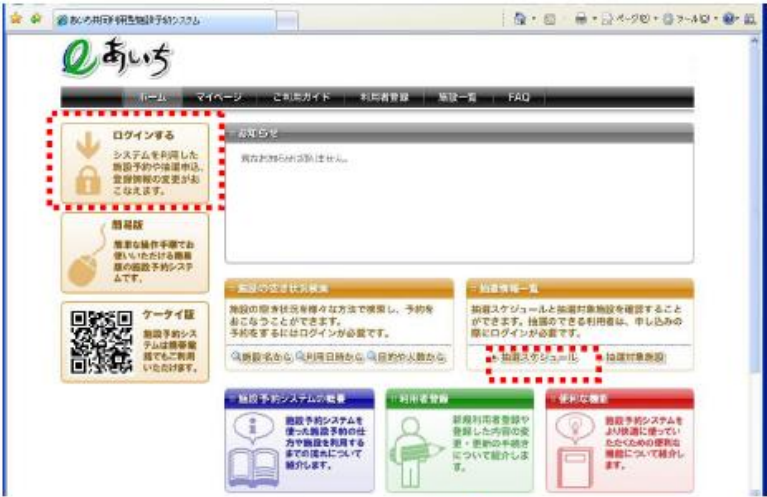 あいち共同利用型施設予約システム
ページ(P)
ツール(O)
eあいち
ホーム マイページ ご利用ガイド 利用者登録 施設一覧 FAQ
ログインする
システムを利用した
施設予約や抽選申込、
登録情報の変更がお
こなえます。
お知らせ
現在お知らせはありません。
簡易版
簡単な操作手順でお
使いいただける簡易
版の施設予約システ
ムです。
ケータイ版
施設予約シス
テムは携帯電
話でもご利用
いただけます。
施設の空き状況検索
施設の空き状況を様々な方法で検索し、予約を
おこなうことができます。
予約をするにはログインが必要です。
施設名から 利用日時から 目的や人数から
抽選情報一覧
抽選スケジュールと抽選対象施設を確認すること
ができます。抽選のできる利用者は、申し込みの
際にログインが必要です。
抽選スケジュール 抽選対象施設
施設予約システムの概要
施設予約システムを
使った施設予約の仕
方や施設を利用する
までの流れについて
紹介します。
利用者登録
新規利用者登録や
登録した内容の変
更・更新の手続き
について紹介しま
す。
便利な機能
施設予約システムを
より快適に使ってい
ただくための便利な
機能について紹介し
ます。